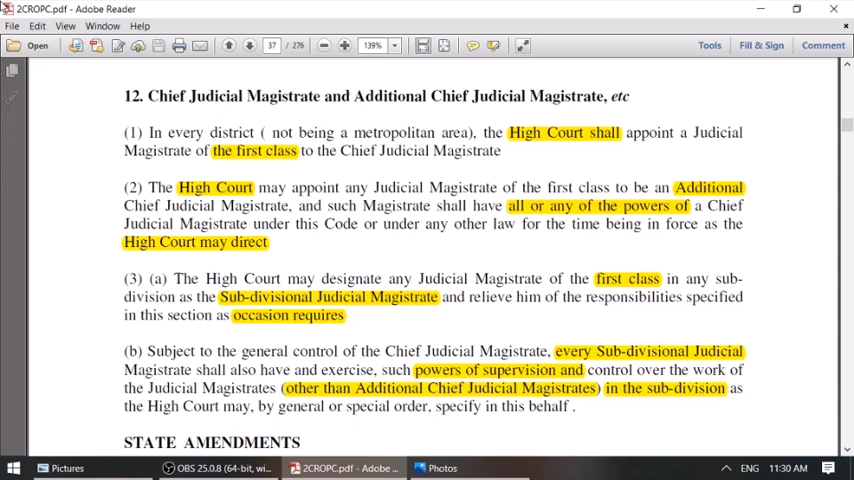 2CROPC.pdf - Adobe Reader
File Edit View Window Help
Open 37 / 276 139% Tools Fill & Sign Comment
12. Chief Judicial Magistrate and Additional Chief Judicial Magistrate, etc
(1) In every district ( not being a metropolitan area), the High Court shall appoint a Judicial
Magistrate of the first class to the Chief Judicial Magistrate
(2) The High Court may appoint any Judicial Magistrate of the first class to be an Additional
Chief Judicial Magistrate, and such Magistrate shall have all or any of the powers of a Chief
Judicial Magistrate under this Code or under any other law for the time being in force as the
High Court may direct
(3) (a) The High Court may designate any Judicial Magistrate of the first class in any sub-
division as the Sub-divisional Judicial Magistrate and relieve him of the responsibilities specified
in this section as occasion requires
(b) Subject to the general control of the Chief Judicial Magistrate, every Sub-divisional Judicial
Magistrate shall also have and exercise, such powers of supervision and control over the work of
the Judicial Magistrates (other than Additional Chief Judicial Magistrates) in the sub-division as
the High Court may, by general or special order, specify in this behalf .
STATE AMENDMENTS
Pictures OBS 25.0.8 (64-bit, wi... 2CROPC.pdf - Adobe ... Photos ENG 11:30 AM